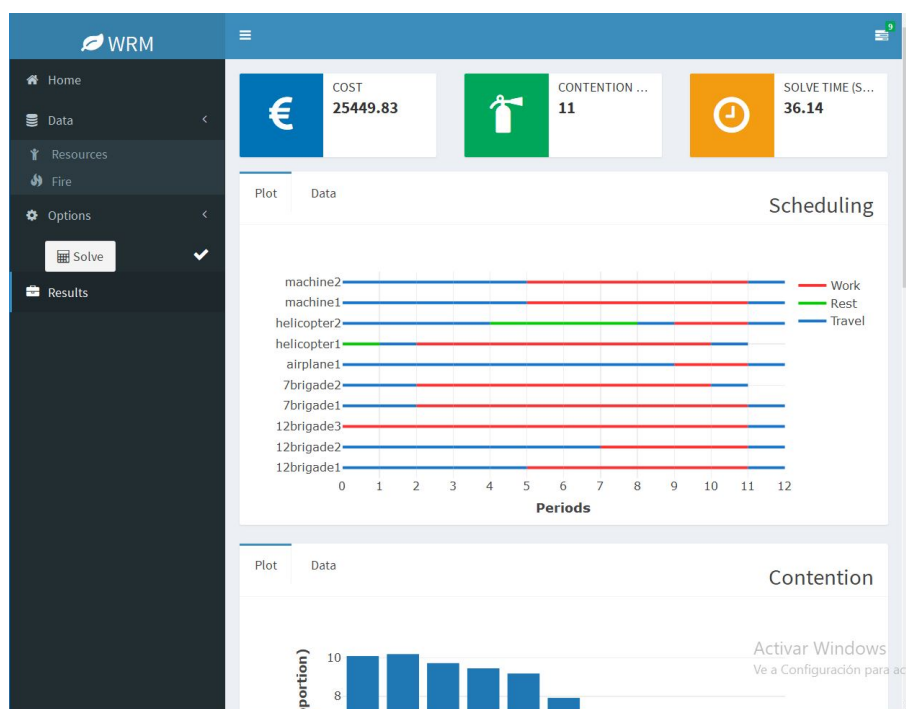 WRM
9
Home
Data
Resources
Fire
Options
Solve
Results
COST
25449.83
CONTENTION ...
11
SOLVE TIME (S...
36.14
Plot Data
Scheduling
machine2
machine1
helicopter2
helicopter1
airplane1
7brigade2
7brigade1
12brigade3
12brigade2
12brigade1
0 1 2 3 4 5 6 7 8 9 10 11 12
Periods
Work
Rest
Travel
Plot Data
Contention
10
8
Activar Windows
Ve a Configuración para